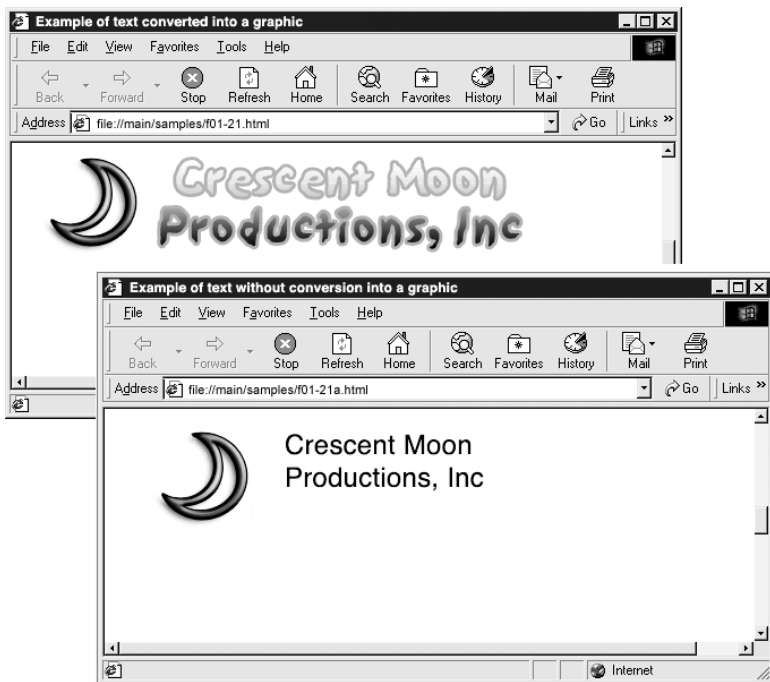 Example of text converted into a graphic
File Edit View Favorites Tools Help
Back Forward Stop Refresh Home Search Favorites History Mail Print
Address file://main/samples/f01-21.html Go Links »
Crescent Moon
Productions, Inc
Example of text without conversion into a graphic
File Edit View Favorites Tools Help
Back Forward Stop Refresh Home Search Favorites History Mail Print
Address file://main/samples/f01-21a.html Go Links »
Crescent Moon
Productions, Inc
Internet